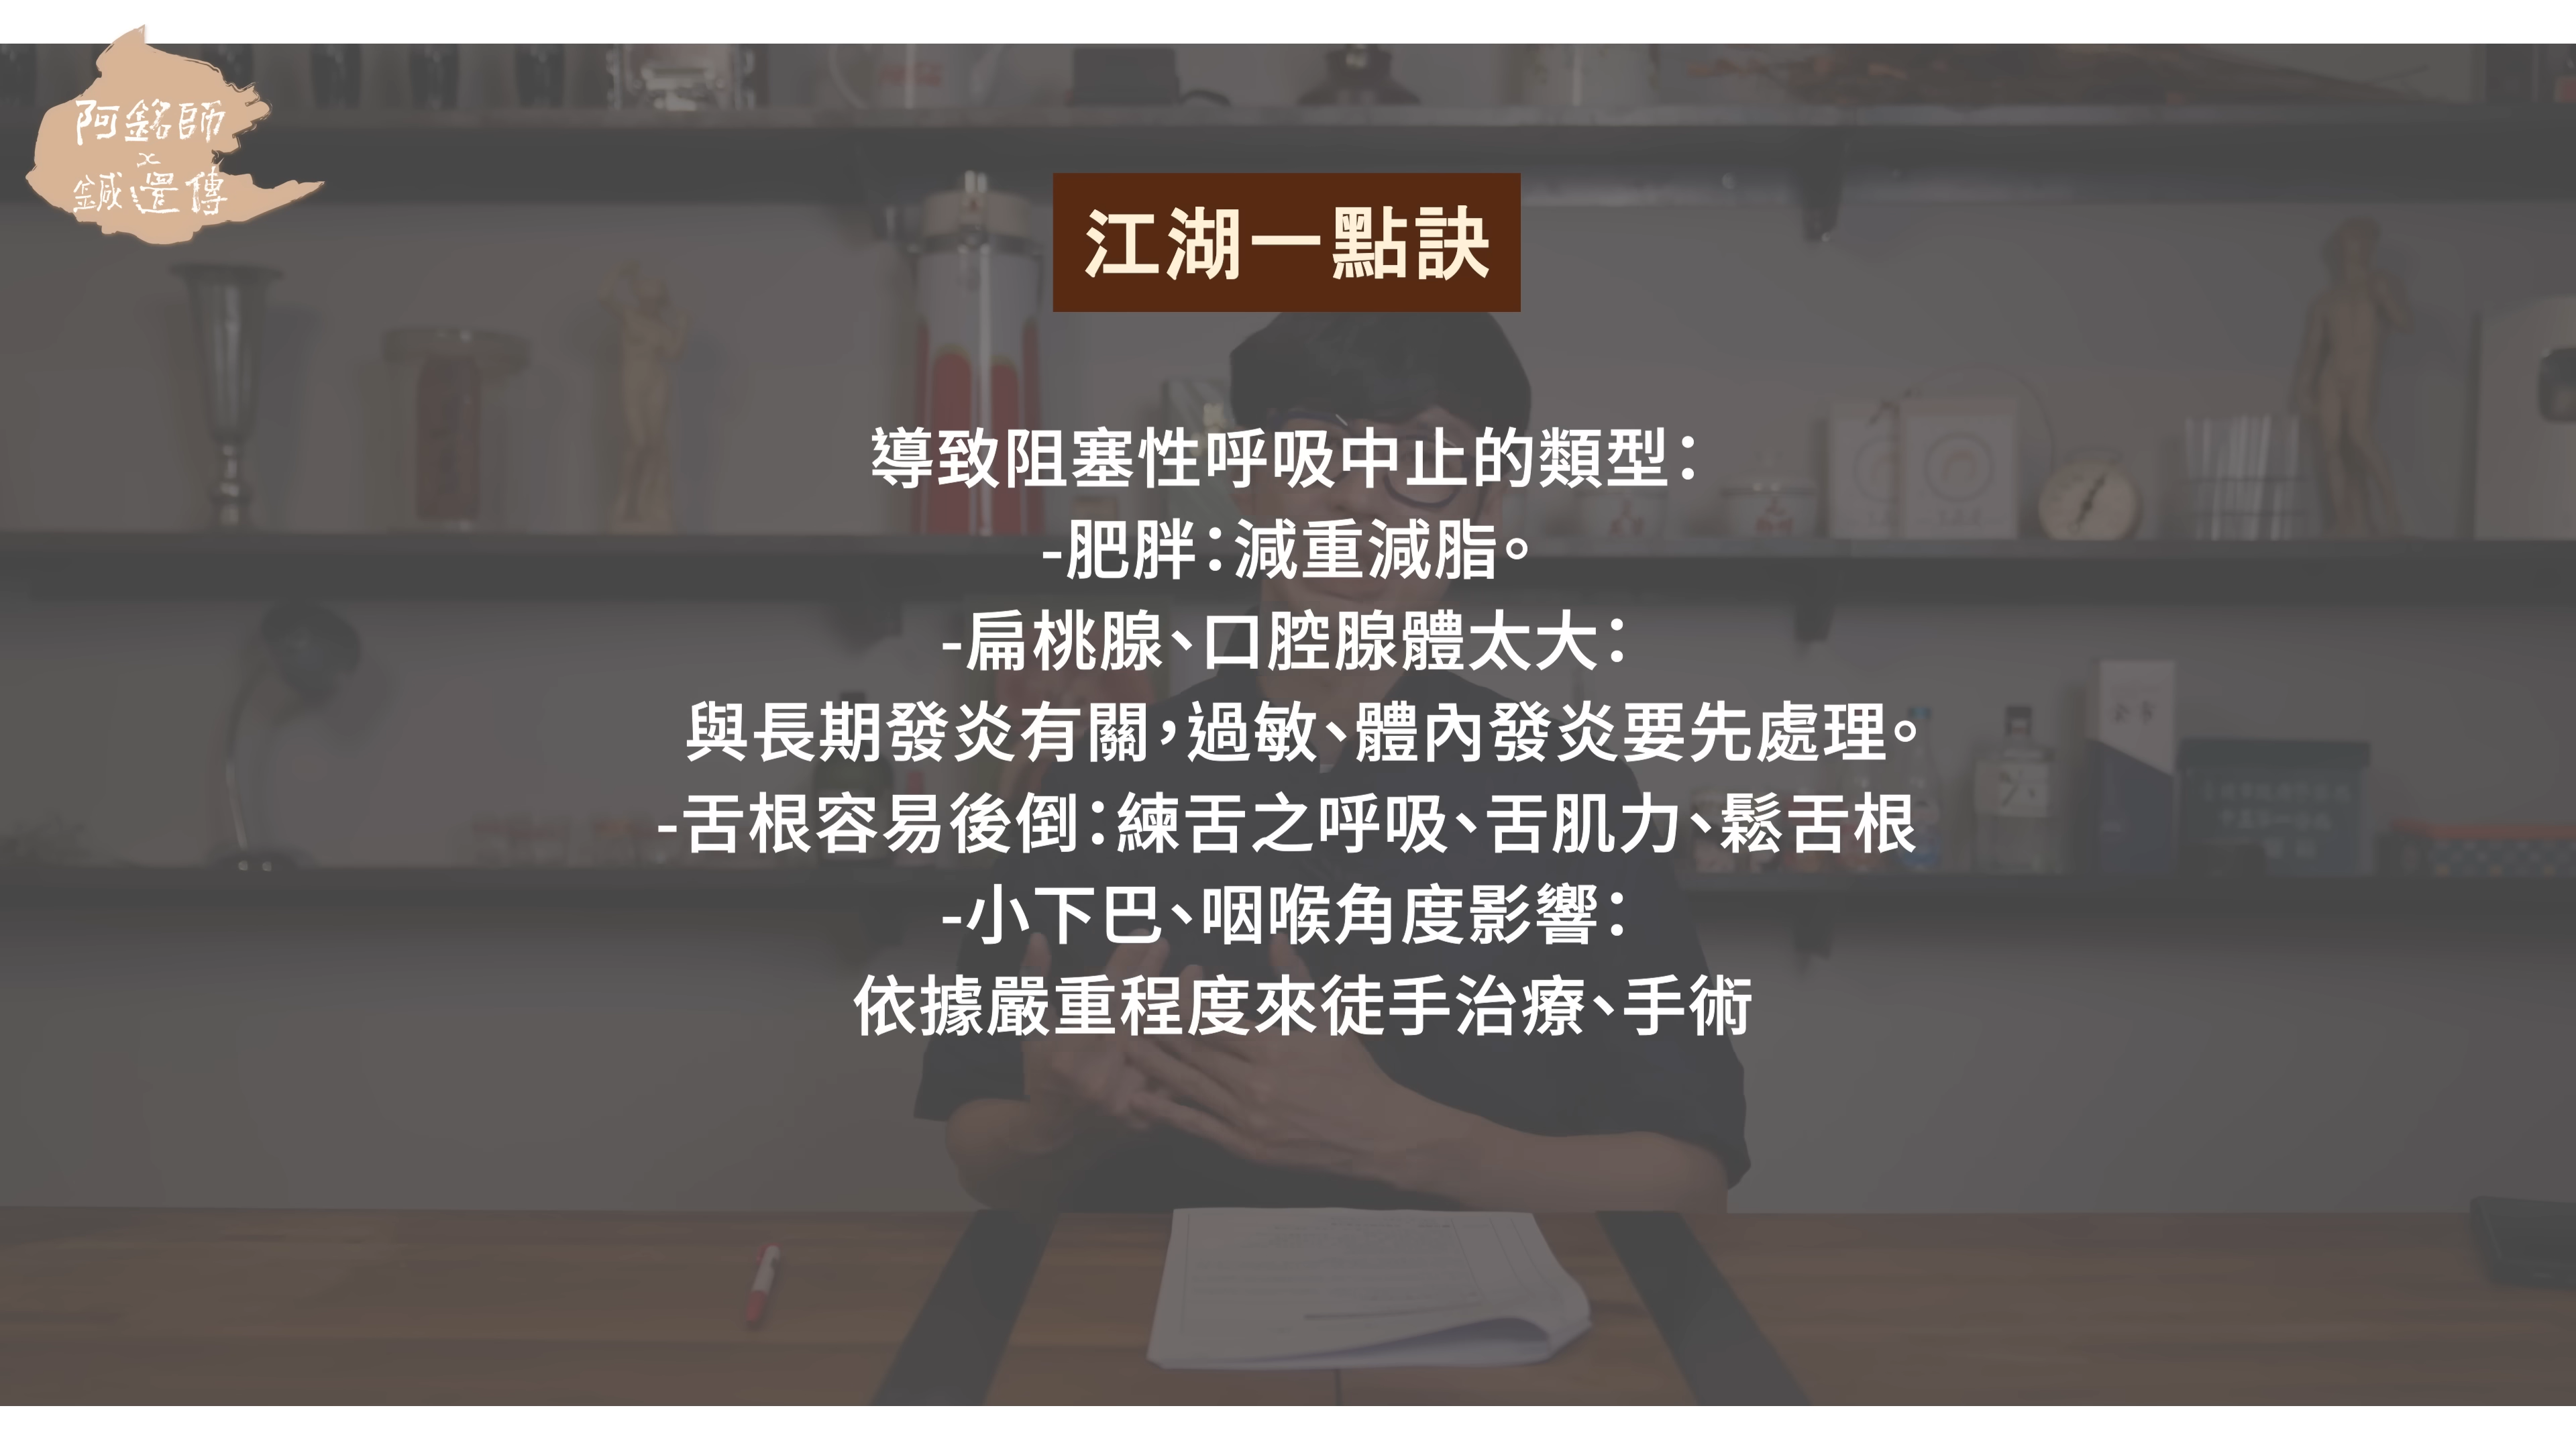 阿銘師
x
鍼邊傳
江湖一點訣
導致阻塞性呼吸中止的類型：
-肥胖：減重減脂。
-扁桃腺、口腔腺體太大：
與長期發炎有關，過敏、體內發炎要先處理。
-舌根容易後倒：練舌之呼吸、舌肌力、鬆舌根
-小下巴、咽喉角度影響：
依據嚴重程度來徒手治療、手術